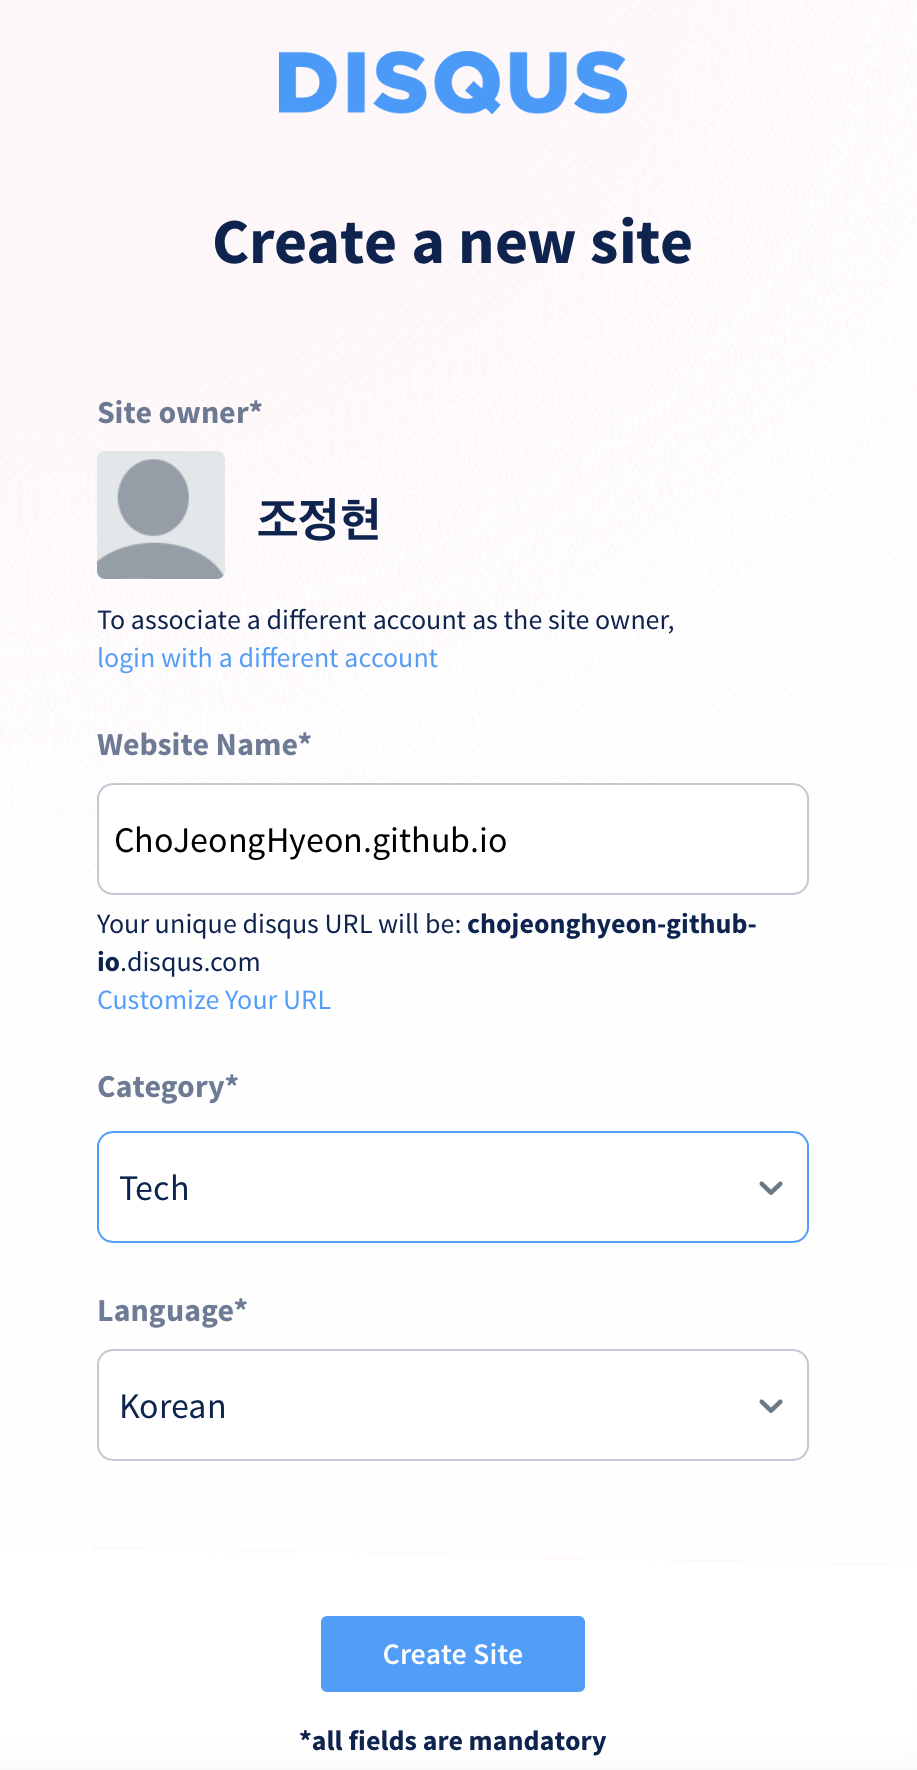 DISQUS
Create a new site
Site owner*
조정현
To associate a different account as the site owner,
login with a different account
Website Name*
ChoJeongHyeon.github.io
Your unique disqus URL will be: chojeonghyeon-github-
io.disqus.com
Customize Your URL
Category*
Tech
Language*
Korean
Create Site
*all fields are mandatory